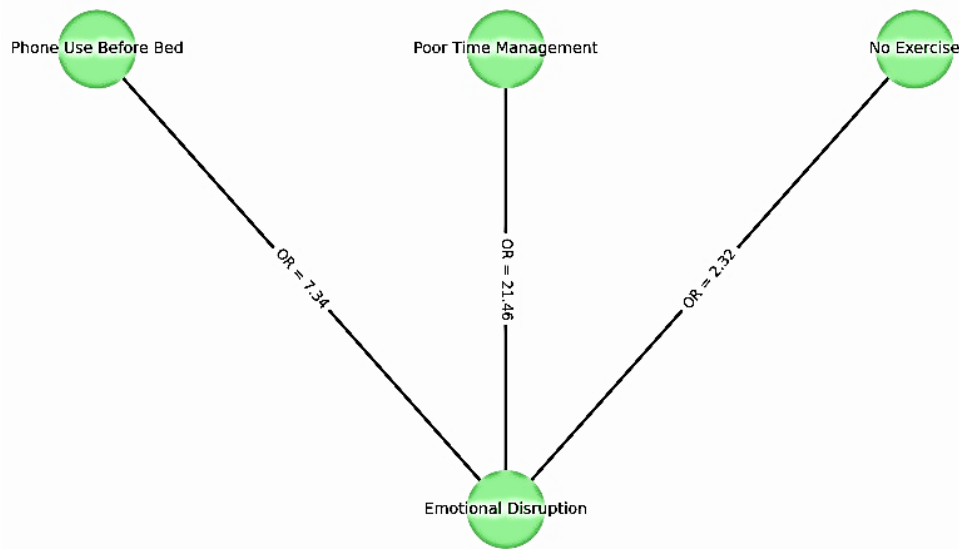 Phone Use Before Bed
Poor Time Management
No Exercise
OR = 7.34
OR = 21.46
OR = 2.32
Emotional Disruption